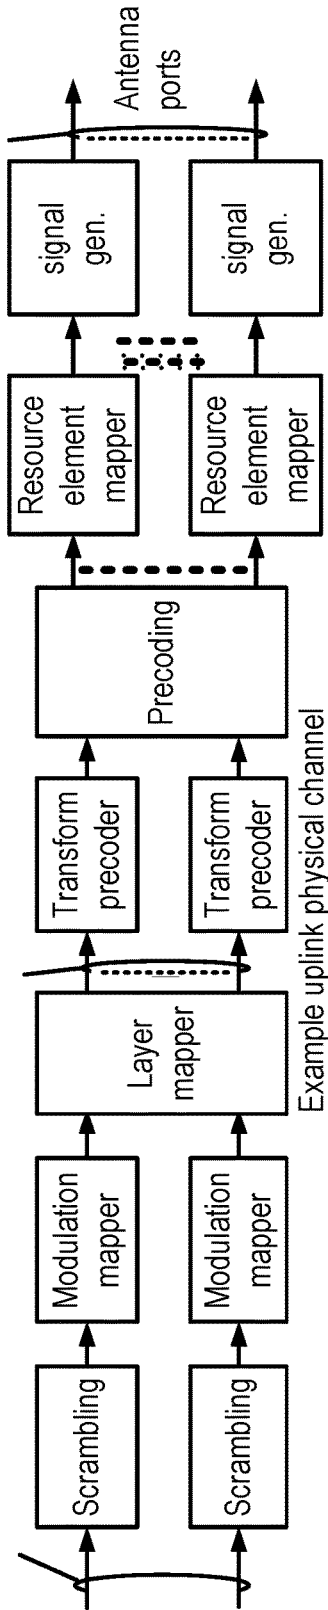 Scrambling
Scrambling
Modulation
mapper
Modulation
mapper
Layer
mapper
Transform
precoder
Transform
precoder
Precoding
Resource
element
mapper
Resource
element
mapper
signal
gen.
signal
gen.
Antenna
ports
Example uplink physical channel